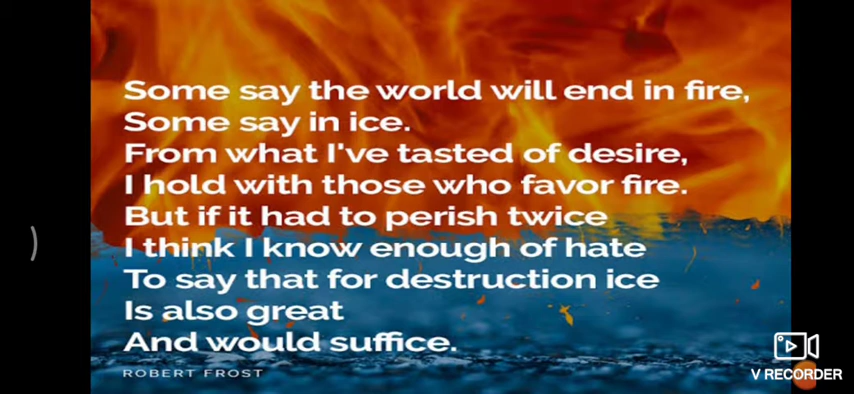 Some say the world will end in fire,
Some say in ice.
From what I've tasted of desire,
I hold with those who favor fire.
But if it had to perish twice
I think I know enough of hate
To say that for destruction ice
Is also great
And would suffice.
ROBERT FROST
V RECORDER